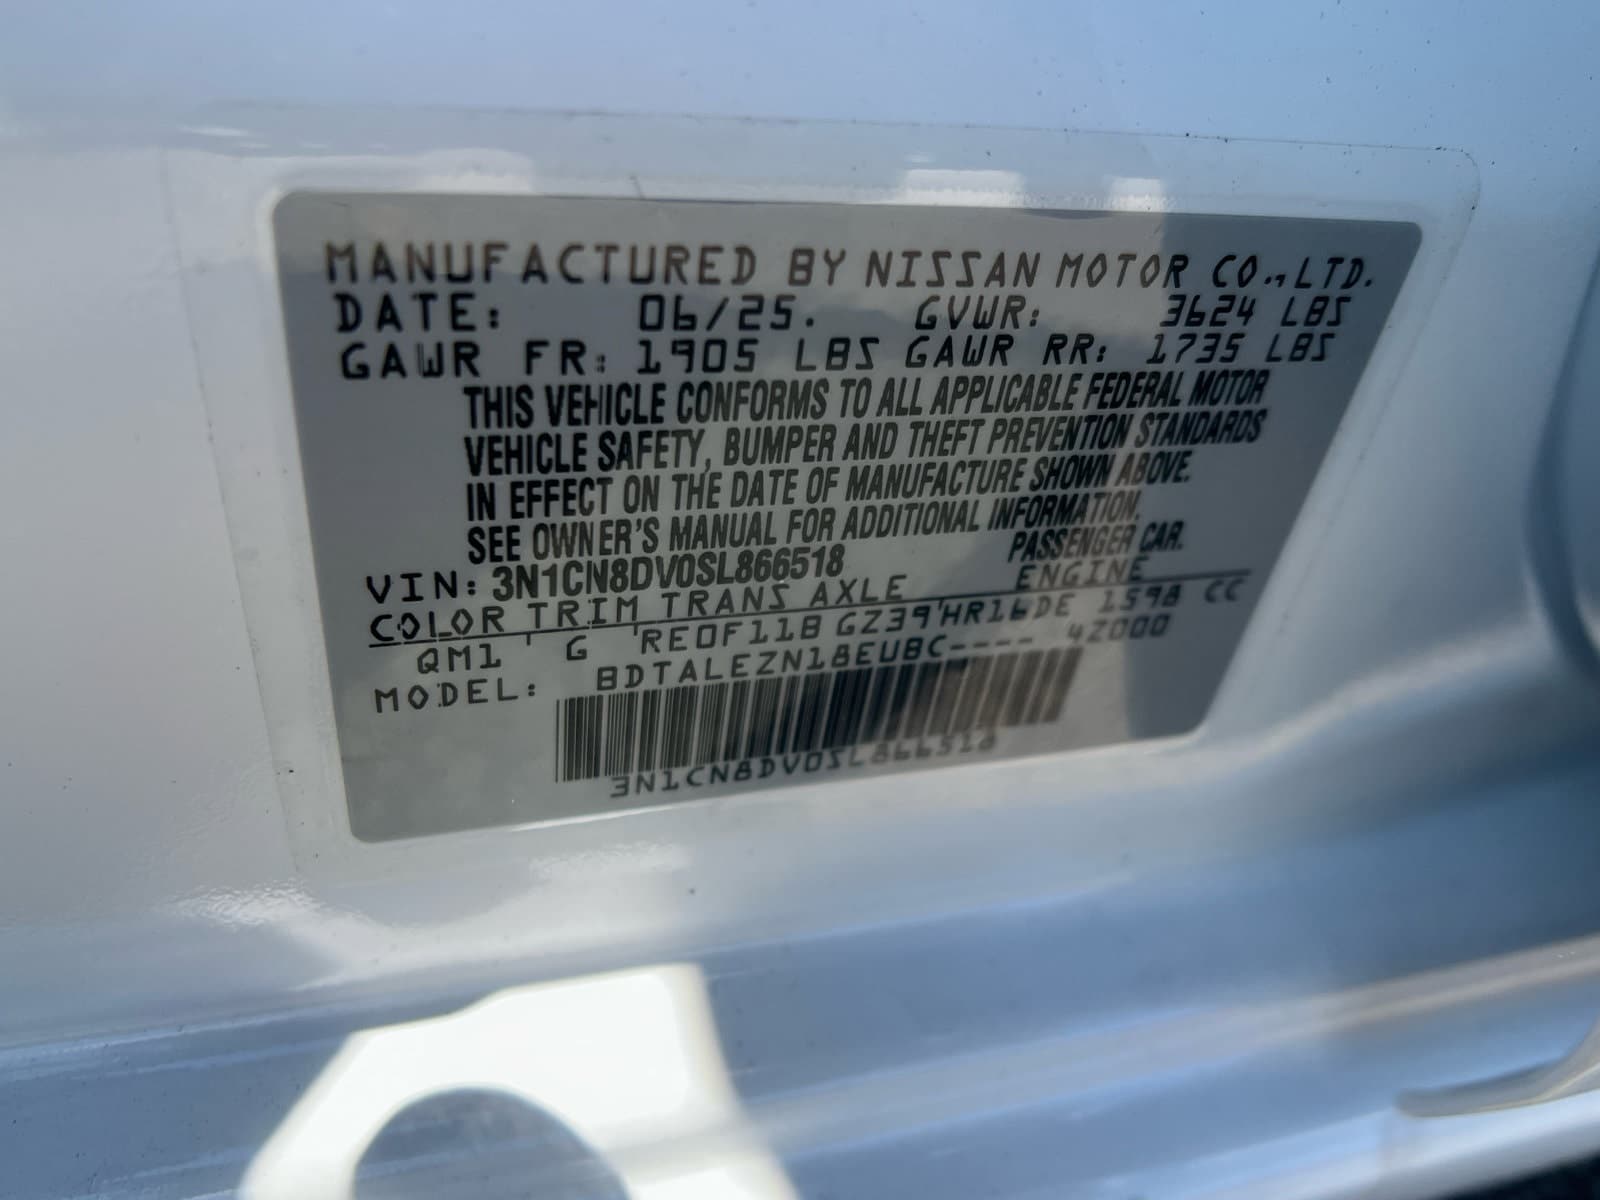 MANUFACTURED BY NISSAN MOTOR CO., LTD.
DATE: 06/25. GVWR: 3624 LBS
GAWR FR: 1905 LBS GAWR RR: 1735 LBS
THIS VEHICLE CONFORMS TO ALL APPLICABLE FEDERAL MOTOR
VEHICLE SAFETY, BUMPER AND THEFT PREVENTION STANDARDS
IN EFFECT ON THE DATE OF MANUFACTURE SHOWN ABOVE.
SEE OWNER'S MANUAL FOR ADDITIONAL INFORMATION.
VIN: 3N1CN8DV0SL866518 PASSENGER CAR.
COLOR TRIM TRANS AXLE ENGINE
QM1 ' G ' RE0F11B GZ39'HR16DE 1598 CC
MODEL: BDTALEZN18EUBC---- 4Z000
3N1CN8DV0SL866518